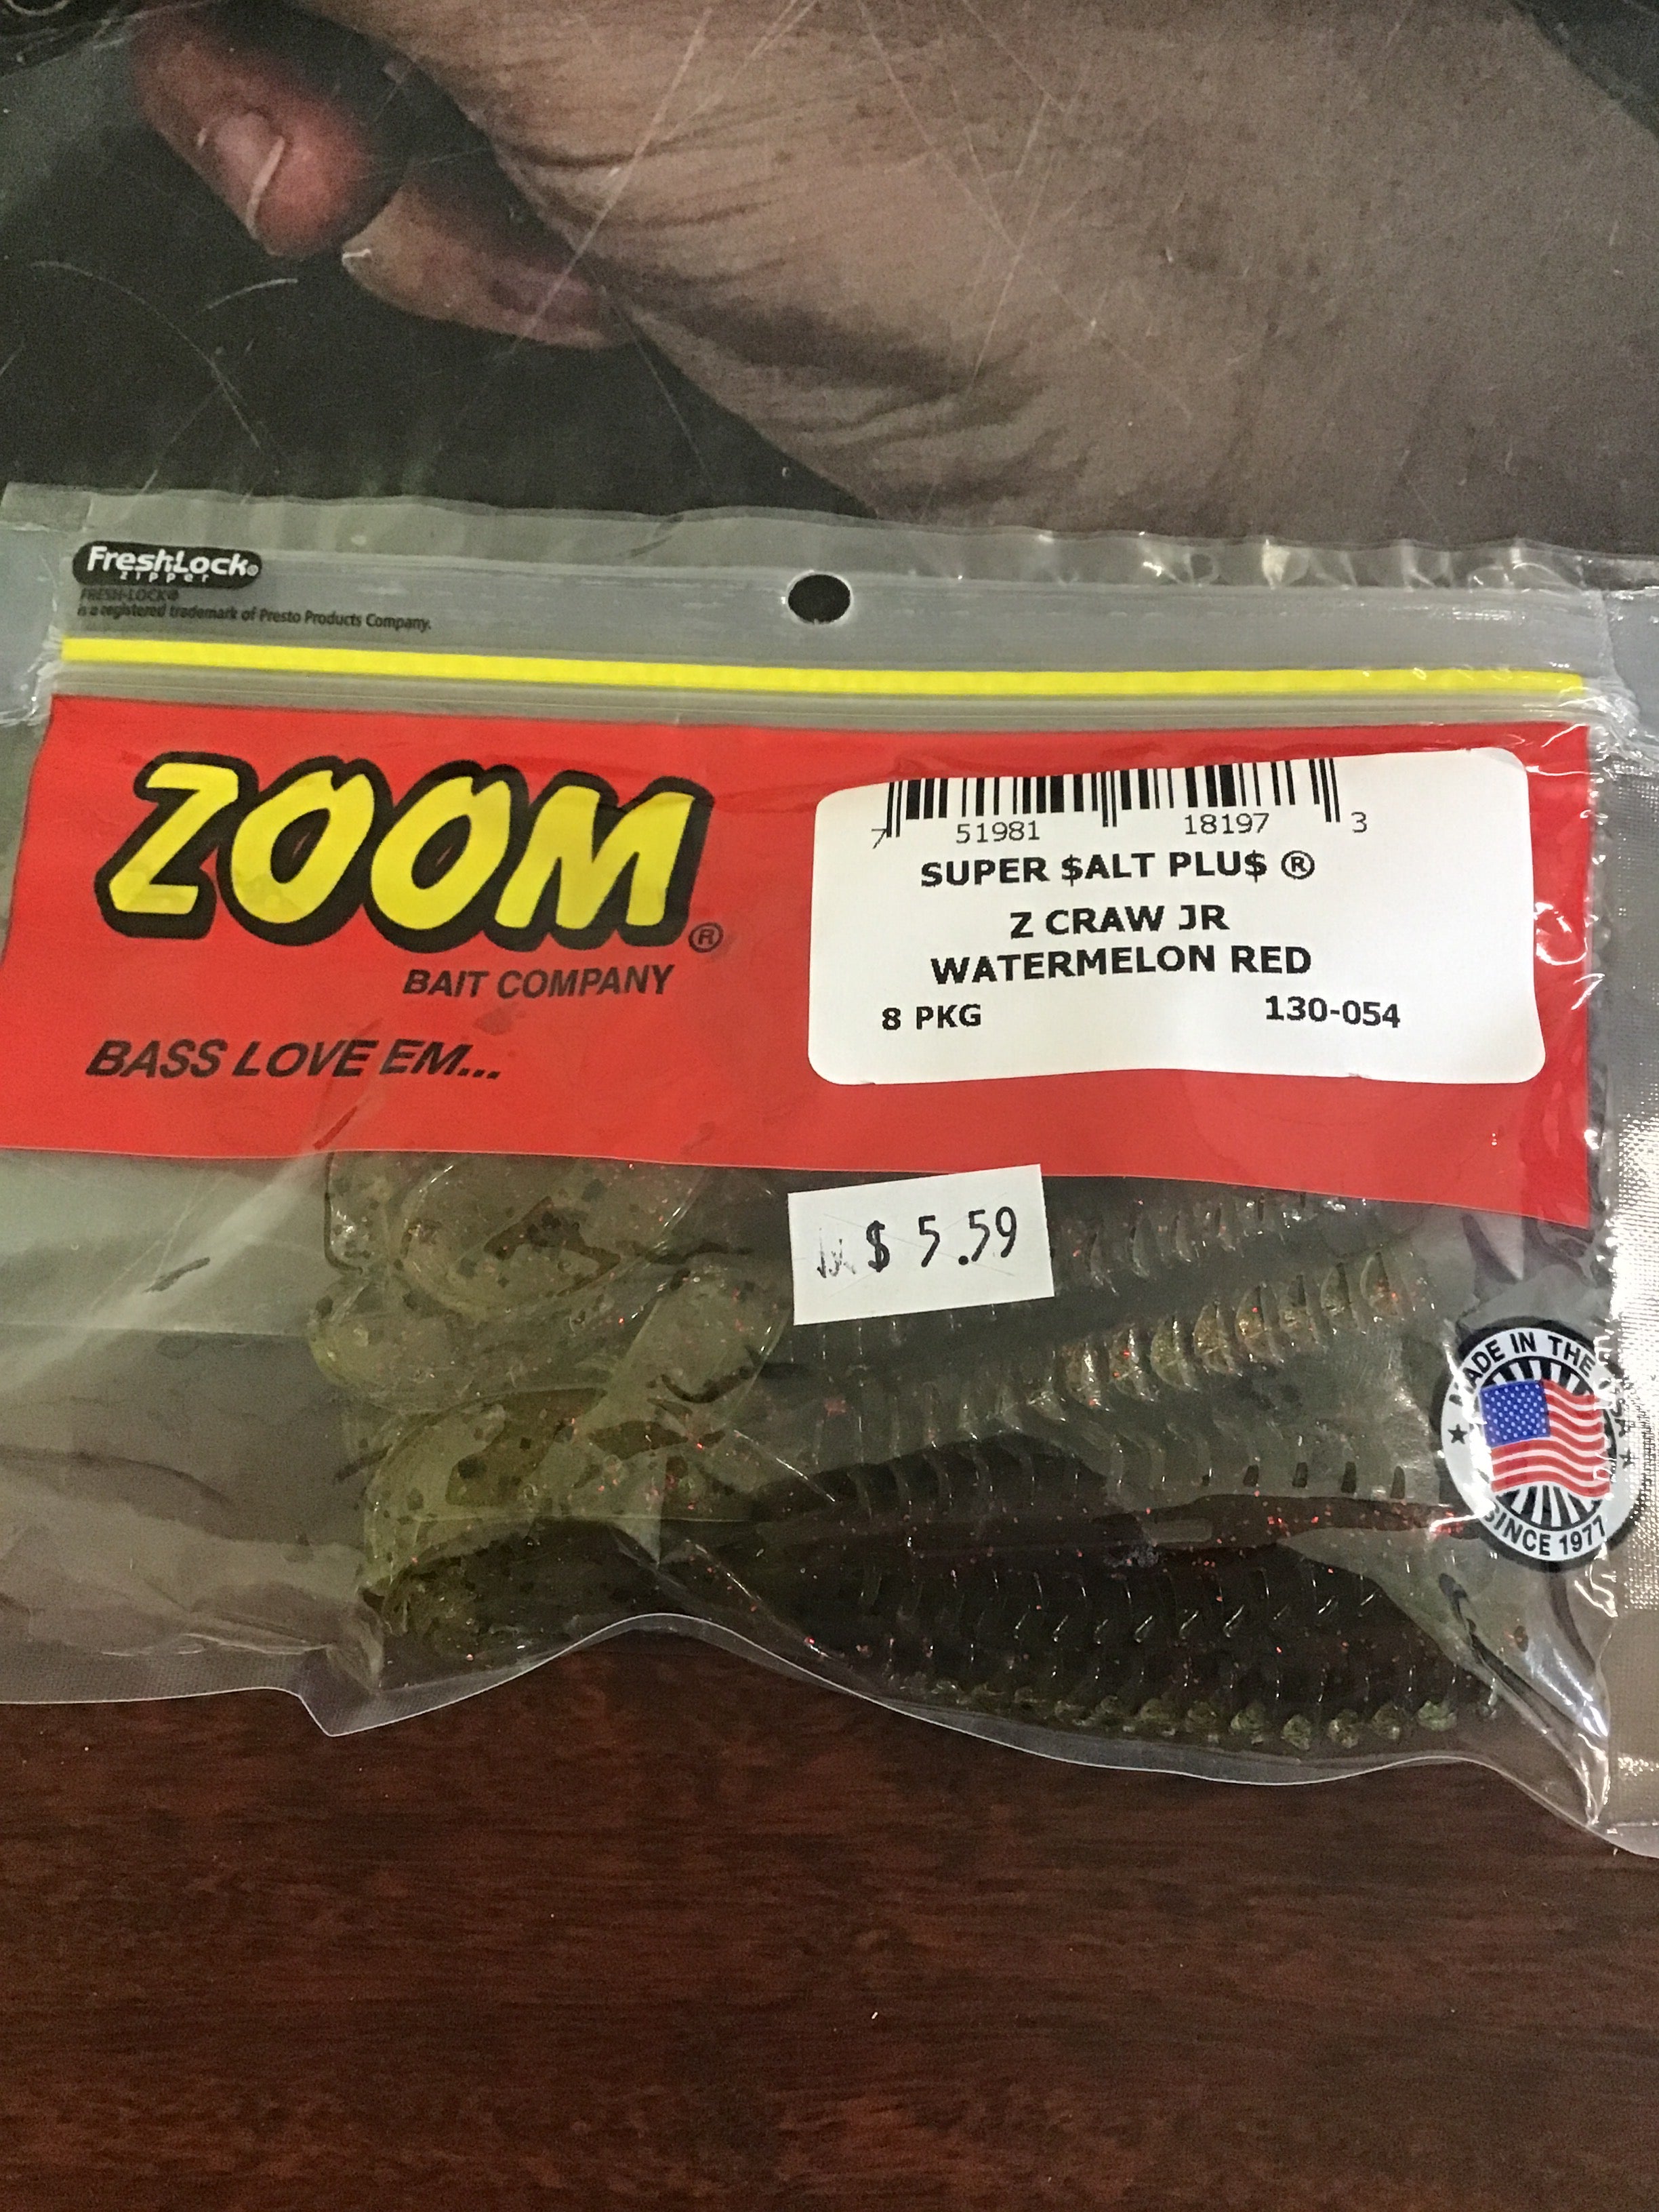 FreshLock®
zipper
FRESH-LOCK®
is a registered trademark of Presto Products Company.
ZOOM®
BAIT COMPANY
BASS LOVE EM...
7 51981 18197 3
SUPER $ALT PLU$ ®
Z CRAW JR
WATERMELON RED
8 PKG 130-054
$ 5.59
MADE IN THE USA
SINCE 1977